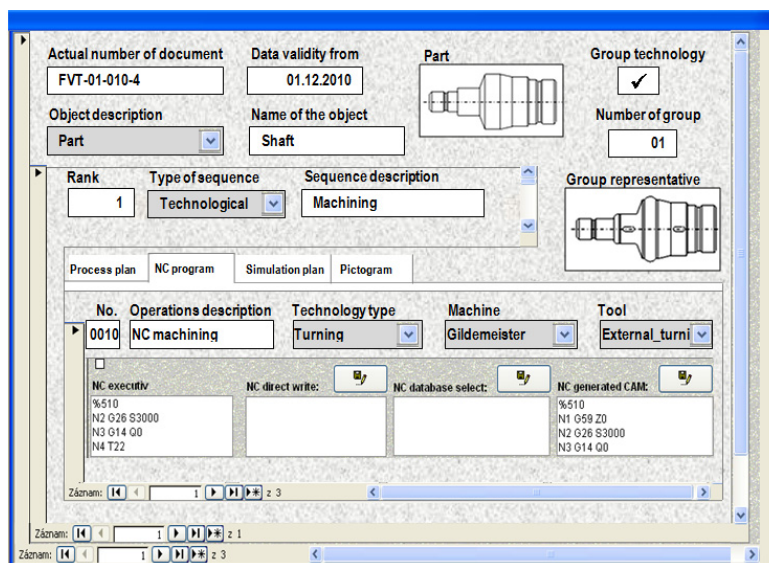 Actual number of document
Data validity from
Part
Group technology
FVT-01-010-4
01.12.2010
✓
Object description
Name of the object
Number of group
Part
Shaft
01
Rank
Type of sequence
Sequence description
Group representative
1
Technological
Machining
Process plan
NC program
Simulation plan
Pictogram
No.
Operations description
Technology type
Machine
Tool
0010
NC machining
Turning
Gildemeister
External_turni
NC executiv
NC direct write:
NC database select:
NC generated CAM:
%510
N2 G26 S3000
N3 G14 Q0
N4 T22
%510
N1 G59 Z0
N2 G26 S3000
N3 G14 Q0
Záznam: 1 z 3
Záznam: 1 z 1
Záznam: 1 z 3